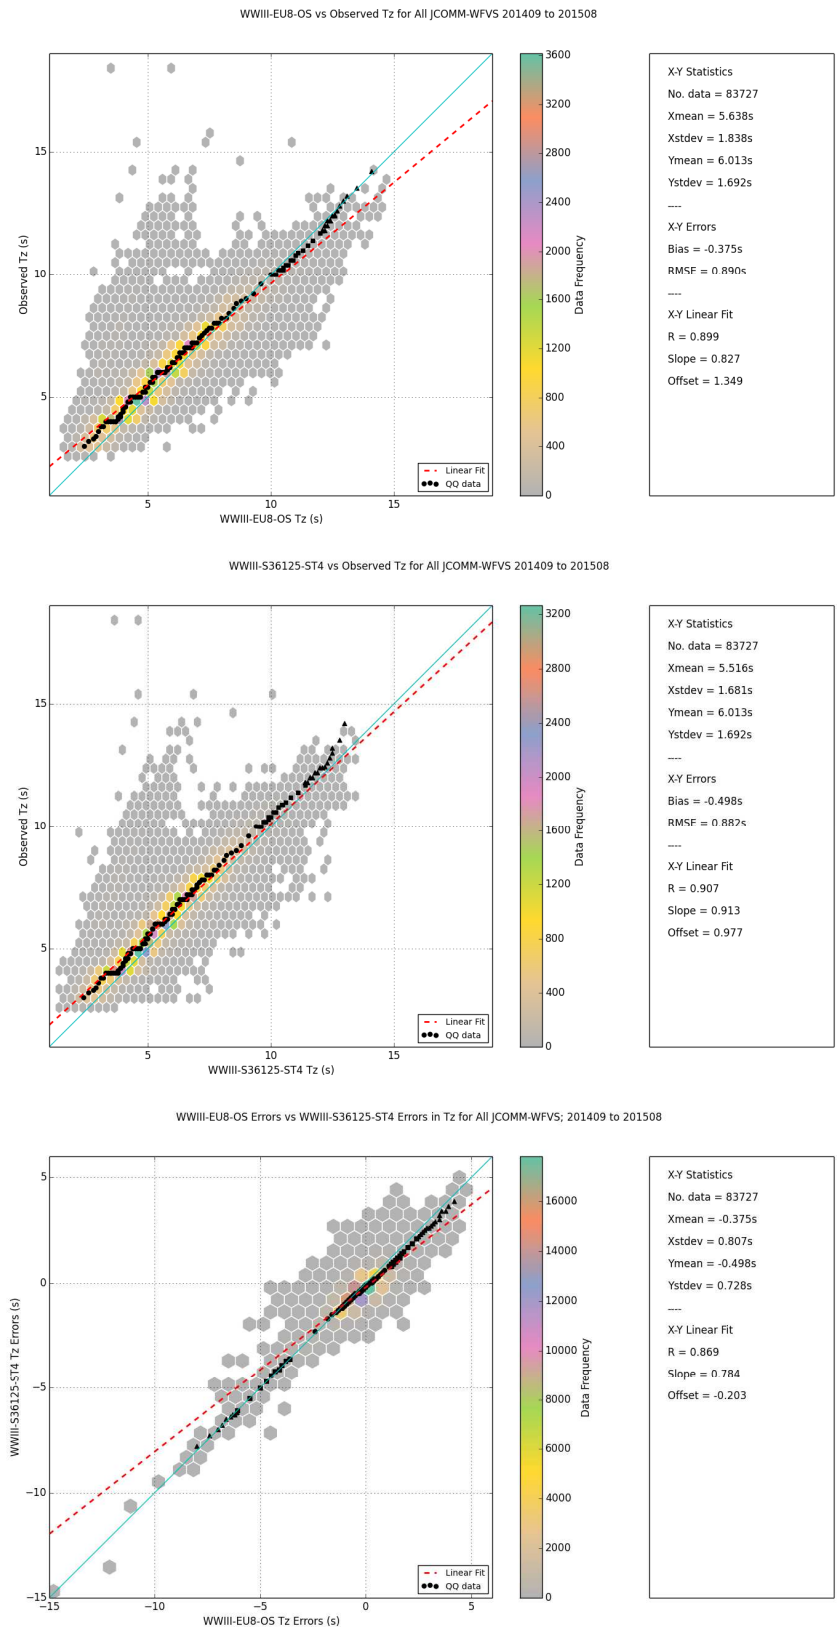 WWIII-EU8-OS vs Observed Tz for All JCOMM-WFVS 201409 to 201508
Observed Tz (s)
15
10
5
5
10
15
WWIII-EU8-OS Tz (s)
Linear Fit
QQ data
3600
3200
2800
2400
2000
1600
1200
800
400
0
Data Frequency
X-Y Statistics
No. data = 83727
Xmean = 5.638s
Xstdev = 1.838s
Ymean = 6.013s
Ystdev = 1.692s
----
X-Y Errors
Bias = -0.375s
RMSE = 0.890s
----
X-Y Linear Fit
R = 0.899
Slope = 0.827
Offset = 1.349
WWIII-S36125-ST4 vs Observed Tz for All JCOMM-WFVS 201409 to 201508
Observed Tz (s)
15
10
5
5
10
15
WWIII-S36125-ST4 Tz (s)
Linear Fit
QQ data
3200
2800
2400
2000
1600
1200
800
400
0
Data Frequency
X-Y Statistics
No. data = 83727
Xmean = 5.516s
Xstdev = 1.681s
Ymean = 6.013s
Ystdev = 1.692s
----
X-Y Errors
Bias = -0.498s
RMSE = 0.882s
----
X-Y Linear Fit
R = 0.907
Slope = 0.913
Offset = 0.977
WWIII-EU8-OS Errors vs WWIII-S36125-ST4 Errors in Tz for All JCOMM-WFVS; 201409 to 201508
WWIII-S36125-ST4 Tz Errors (s)
5
0
−5
−10
−15
−15
−10
−5
0
5
WWIII-EU8-OS Tz Errors (s)
Linear Fit
QQ data
16000
14000
12000
10000
8000
6000
4000
2000
0
Data Frequency
X-Y Statistics
No. data = 83727
Xmean = -0.375s
Xstdev = 0.807s
Ymean = -0.498s
Ystdev = 0.728s
----
X-Y Linear Fit
R = 0.869
Slope = 0.784
Offset = -0.203